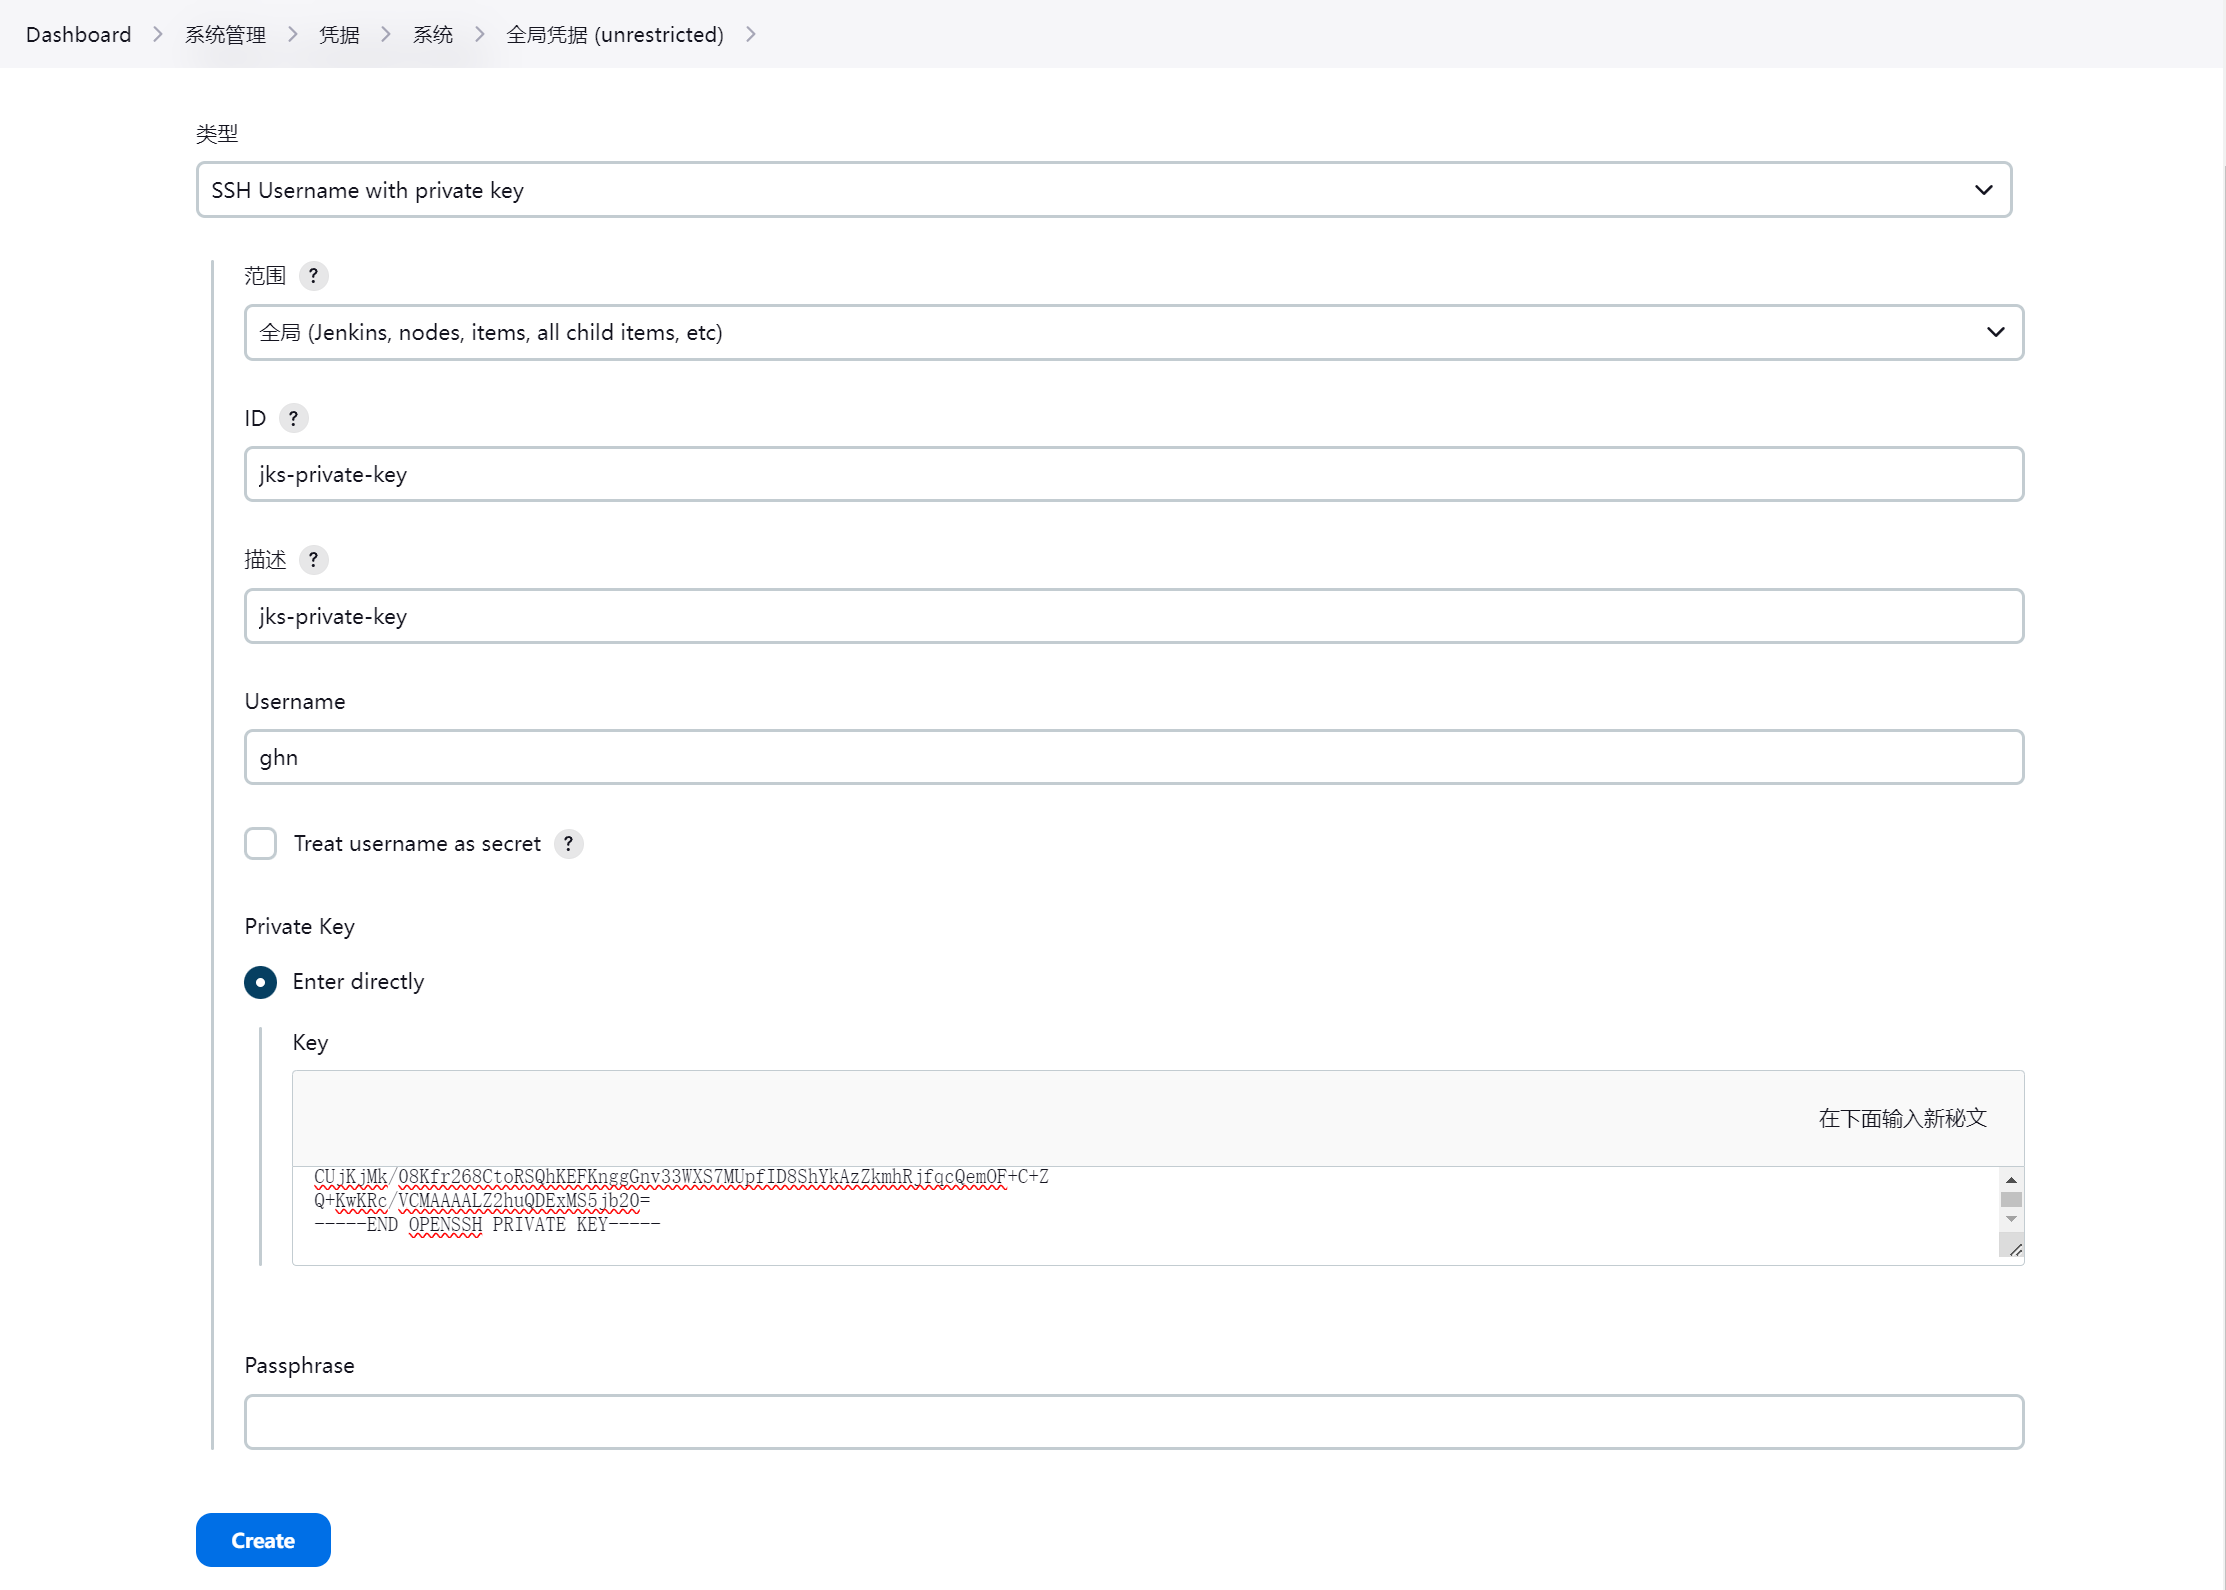 Dashboard > 系统管理 > 凭据 > 系统 > 全局凭据 (unrestricted) >
类型
SSH Username with private key
范围 ?
全局 (Jenkins, nodes, items, all child items, etc)
ID ?
jks-private-key
描述 ?
jks-private-key
Username
ghn
Treat username as secret ?
Private Key
Enter directly
Key
在下面输入新秘文
CUjKjMk/08Kfr268CtoRSQhKEFKnggGnv33WXS7MUpfID8ShYkAzZkmhRjfqcQemOF+C+Z
Q+KwKRc/VCMAAAALZ2huQDExMS5jb20=
-----END OPENSSH PRIVATE KEY-----
Passphrase
Create